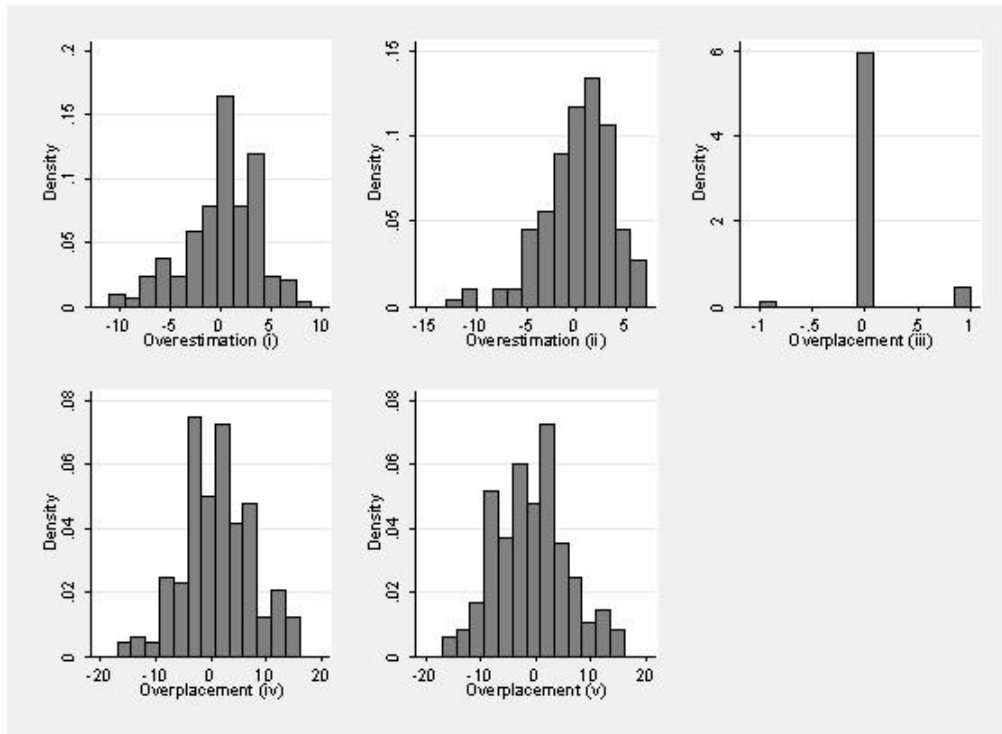 Density
0 .05 .1 .15 .2
-10 -5 0 5 10
Overestimation (i)
Density
0 .05 .1 .15
-15 -10 -5 0 5
Overestimation (ii)
Density
0 2 4 6
-1 -.5 0 .5 1
Overplacement (iii)
Density
0 .02 .04 .06 .08
-20 -10 0 10 20
Overplacement (iv)
Density
0 .02 .04 .06 .08
-20 -10 0 10 20
Overplacement (v)